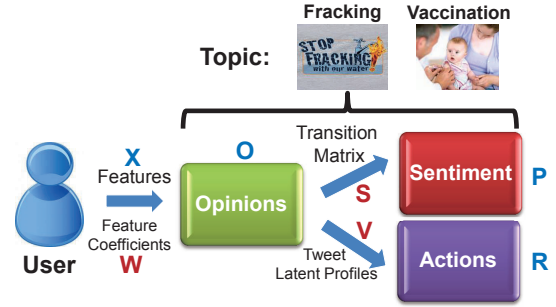 Fracking
Vaccination
Topic:
STOP
FRACKING
with our water
X
Features
Feature
Coefficients
W
User
O
Opinions
Transition
Matrix
S
V
Tweet
Latent Profiles
Sentiment
P
Actions
R